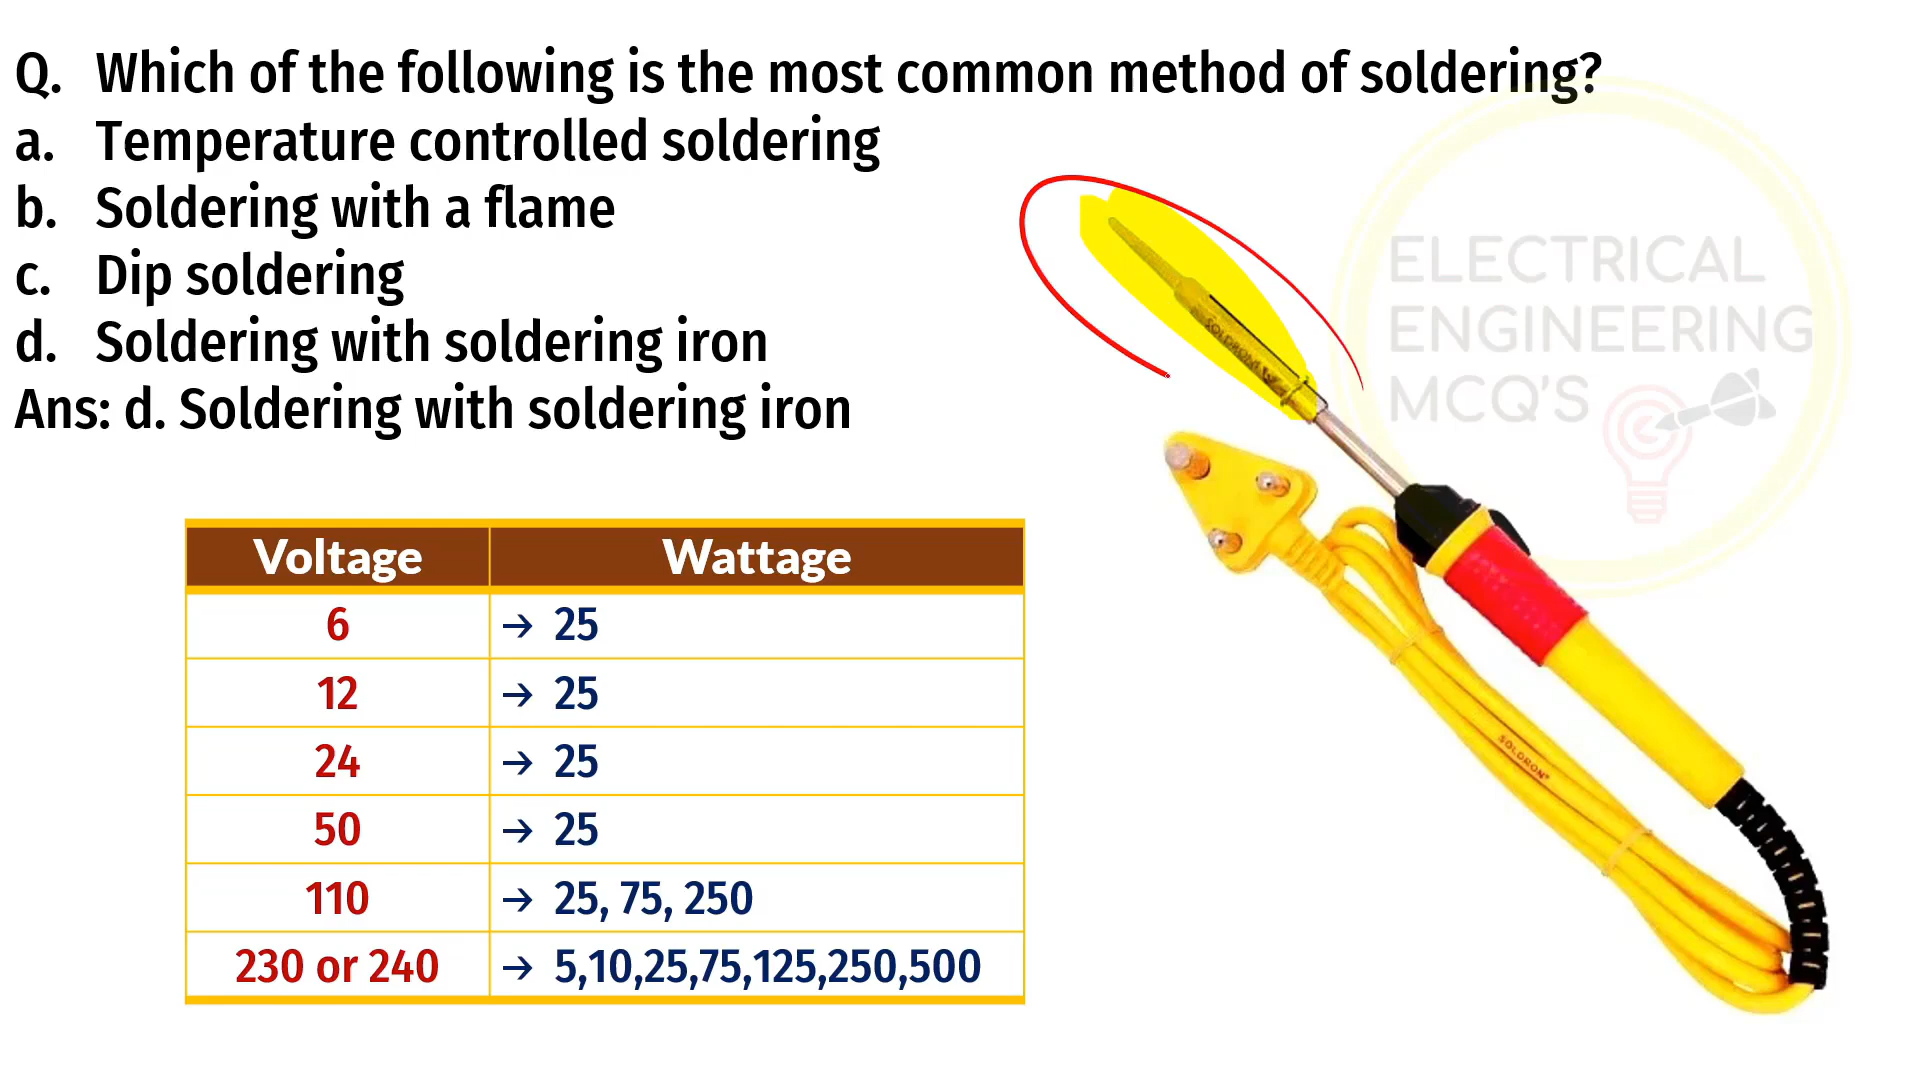 Q. Which of the following is the most common method of soldering?
a. Temperature controlled soldering
b. Soldering with a flame
c. Dip soldering
d. Soldering with soldering iron
Ans: d. Soldering with soldering iron
Voltage Wattage
6 → 25
12 → 25
24 → 25
50 → 25
110 → 25, 75, 250
230 or 240 → 5,10,25,75,125,250,500
ELECTRICAL
ENGINEERING
MCQ'S
SOLDRON
SOLDRON®